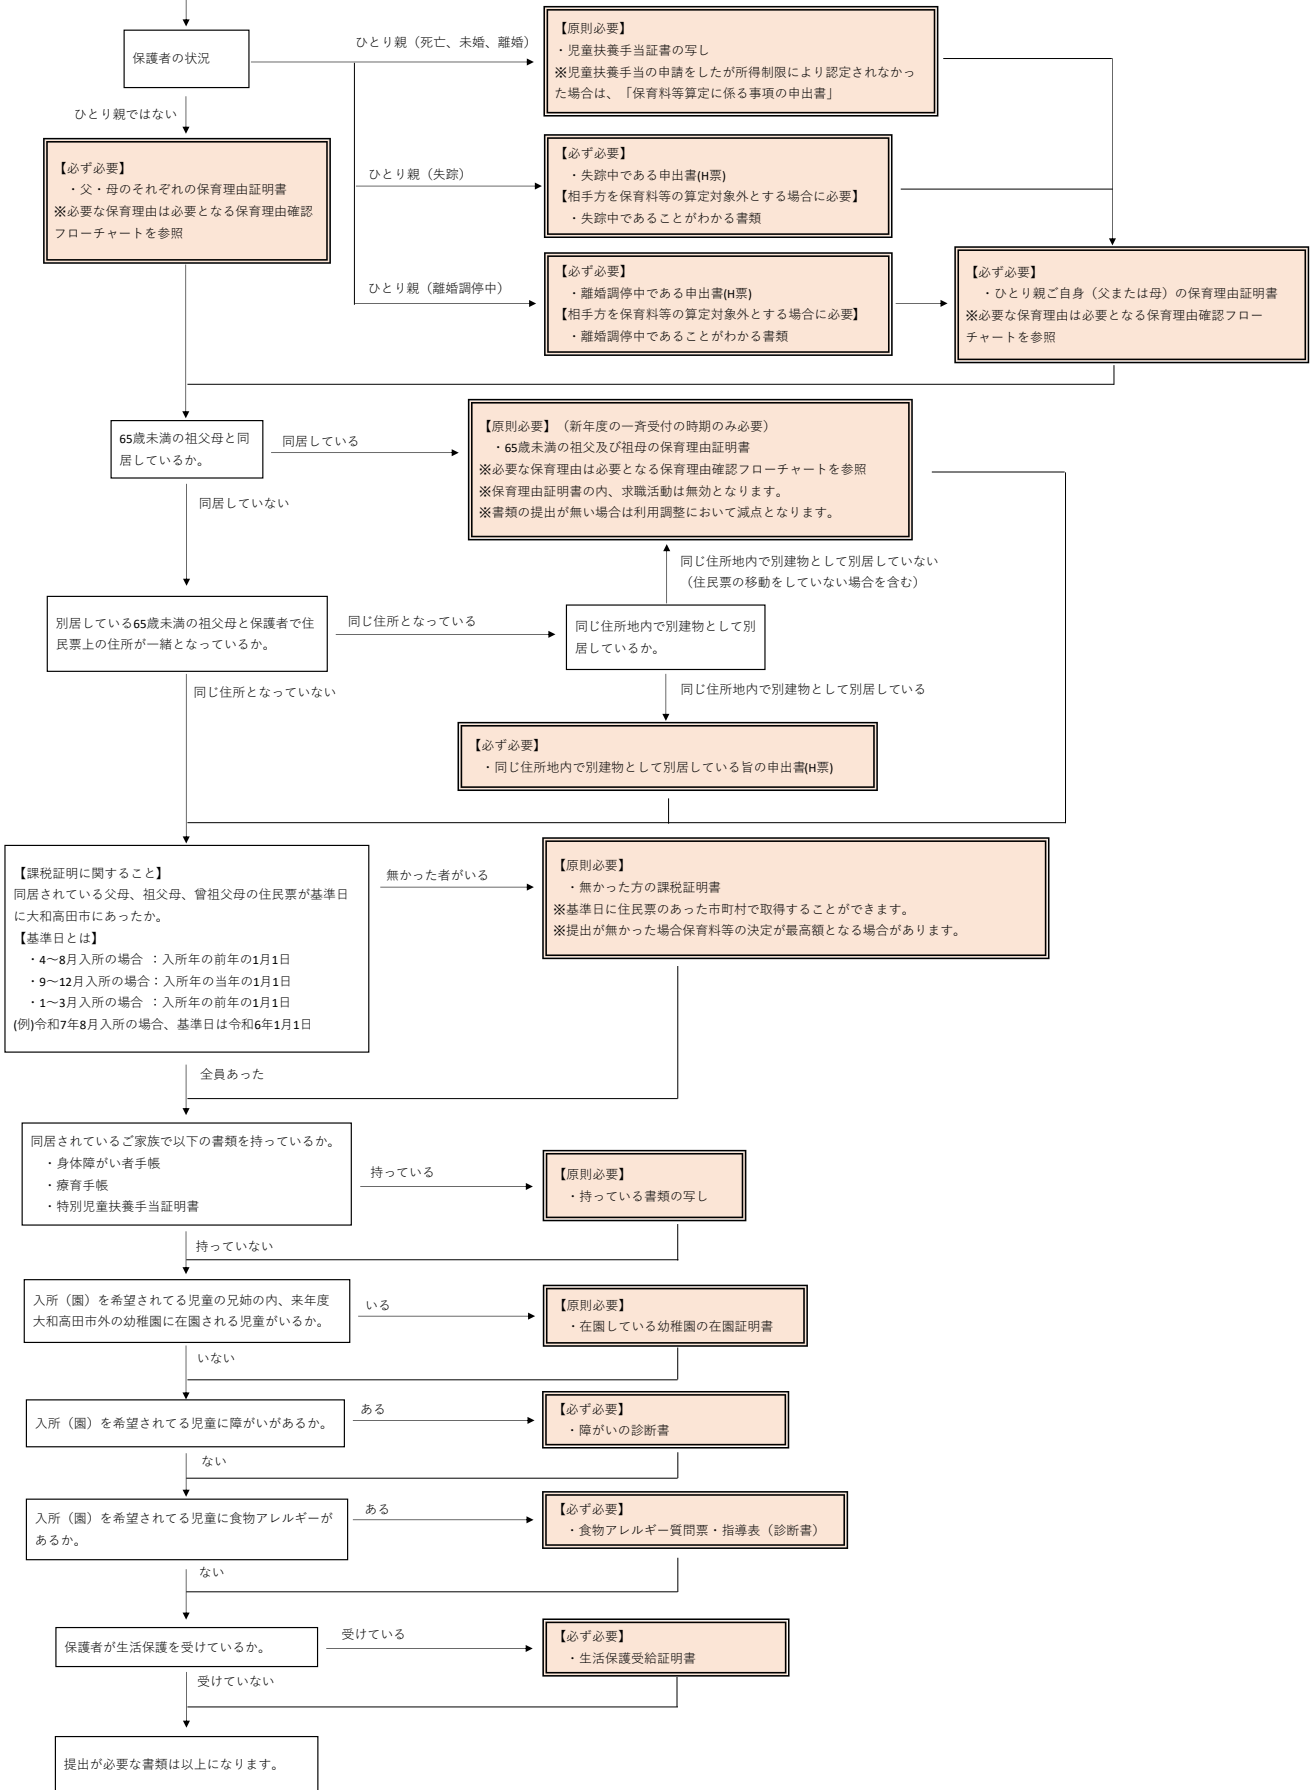 保護者の状況
ひとり親（死亡、未婚、離婚）
【原則必要】
・児童扶養手当証書の写し
※児童扶養手当の申請をしたが所得制限により認定されなかっ
た場合は、「保育料等算定に係る事項の申出書」
ひとり親ではない
【必ず必要】
・父・母のそれぞれの保育理由証明書
※必要な保育理由は必要となる保育理由確認
フローチャートを参照
ひとり親（失踪）
【必ず必要】
・失踪中である申出書(H票)
【相手方を保育料等の算定対象外とする場合に必要】
・失踪中であることがわかる書類
ひとり親（離婚調停中）
【必ず必要】
・離婚調停中である申出書(H票)
【相手方を保育料等の算定対象外とする場合に必要】
・離婚調停中であることがわかる書類
【必ず必要】
・ひとり親ご自身（父または母）の保育理由証明書
※必要な保育理由は必要となる保育理由確認フロー
チャートを参照
65歳未満の祖父母と同
居しているか。
同居している
【原則必要】（新年度の一斉受付の時期のみ必要）
・65歳未満の祖父及び祖母の保育理由証明書
※必要な保育理由は必要となる保育理由確認フローチャートを参照
※保育理由証明書の内、求職活動は無効となります。
※書類の提出が無い場合は利用調整において減点となります。
同居していない
同じ住所地内で別建物として別居していない
（住民票の移動をしていない場合を含む）
別居している65歳未満の祖父母と保護者で住
民票上の住所が一緒となっているか。
同じ住所となっている
同じ住所地内で別建物として別
居しているか。
同じ住所となっていない
同じ住所地内で別建物として別居している
【必ず必要】
・同じ住所地内で別建物として別居している旨の申出書(H票)
【課税証明に関すること】
同居されている父母、祖父母、曾祖父母の住民票が基準日
に大和高田市にあったか。
【基準日とは】
・4～8月入所の場合 ：入所年の前年の1月1日
・9～12月入所の場合：入所年の当年の1月1日
・1～3月入所の場合 ：入所年の前年の1月1日
(例)令和7年8月入所の場合、基準日は令和6年1月1日
無かった者がいる
【原則必要】
・無かった方の課税証明書
※基準日に住民票のあった市町村で取得することができます。
※提出が無かった場合保育料等の決定が最高額となる場合があります。
全員あった
同居されているご家族で以下の書類を持っているか。
・身体障がい者手帳
・療育手帳
・特別児童扶養手当証明書
持っている
【原則必要】
・持っている書類の写し
持っていない
入所（園）を希望されてる児童の兄姉の内、来年度
大和高田市外の幼稚園に在園される児童がいるか。
いる
【原則必要】
・在園している幼稚園の在園証明書
いない
入所（園）を希望されてる児童に障がいがあるか。
ある
【必ず必要】
・障がいの診断書
ない
入所（園）を希望されてる児童に食物アレルギーが
あるか。
ある
【必ず必要】
・食物アレルギー質問票・指導表（診断書）
ない
保護者が生活保護を受けているか。
受けている
【必ず必要】
・生活保護受給証明書
受けていない
提出が必要な書類は以上になります。